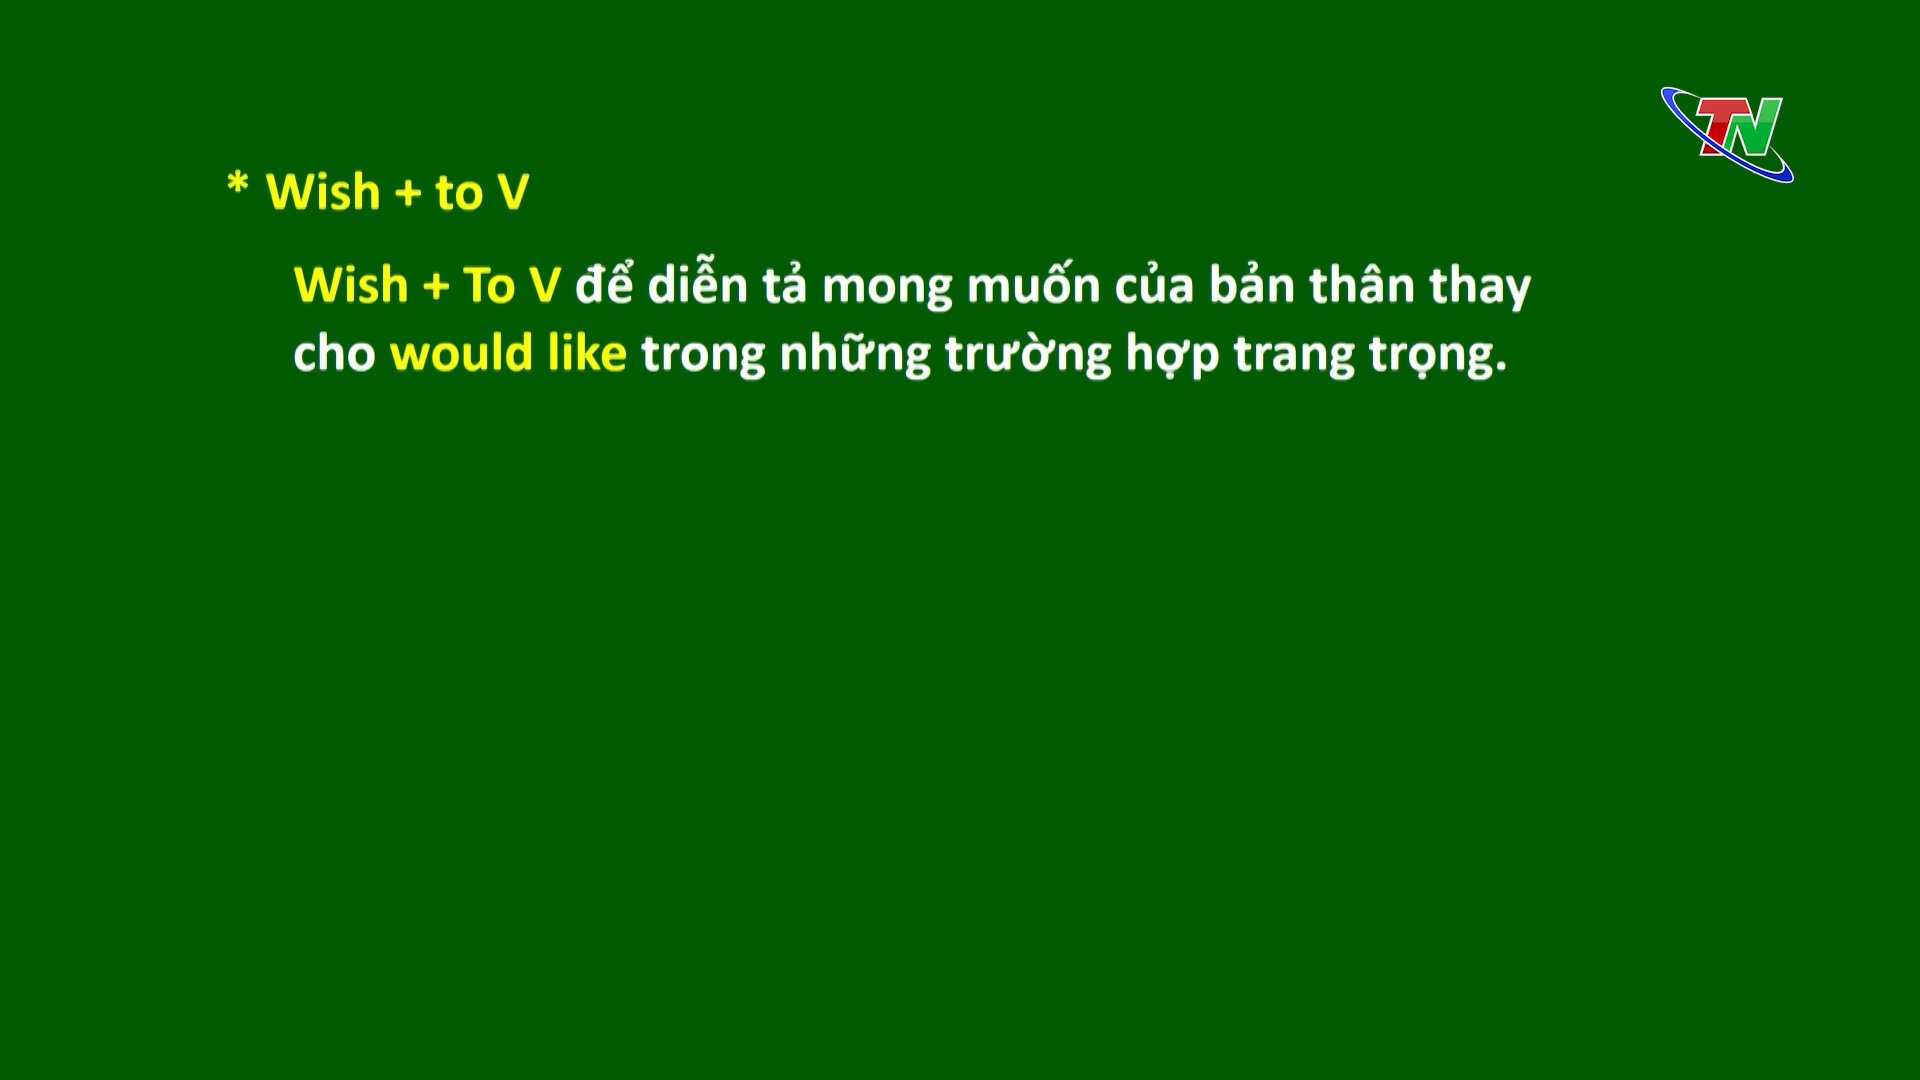 TN
* Wish + to V
Wish + To V để diễn tả mong muốn của bản thân thay
cho would like trong những trường hợp trang trọng.